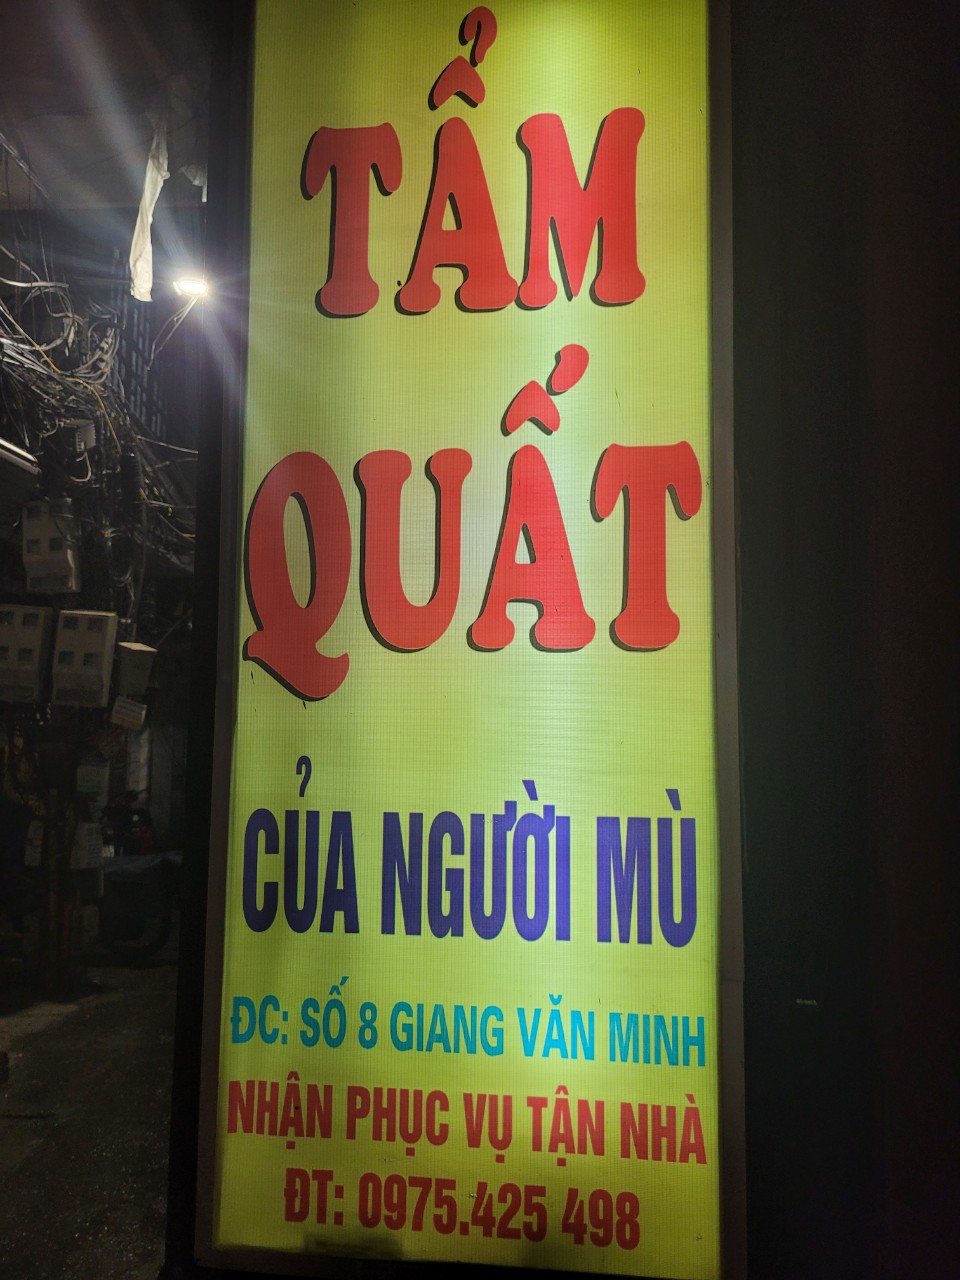 TẨM
QUẤT
CỦA NGƯỜI MÙ
ĐC: SỐ 8 GIANG VĂN MINH
NHẬN PHỤC VỤ TẬN NHÀ
ĐT: 0975.425 498